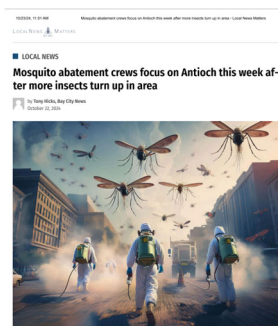 10/23/24, 11:51 AM Mosquito abatement crews focus on Antioch this week after more insects turn up in area - Local News Matters
LOCAL NEWS MATTERS
LOCAL NEWS
Mosquito abatement crews focus on Antioch this week af-
ter more insects turn up in area
by Tony Hicks, Bay City News
October 22, 2024